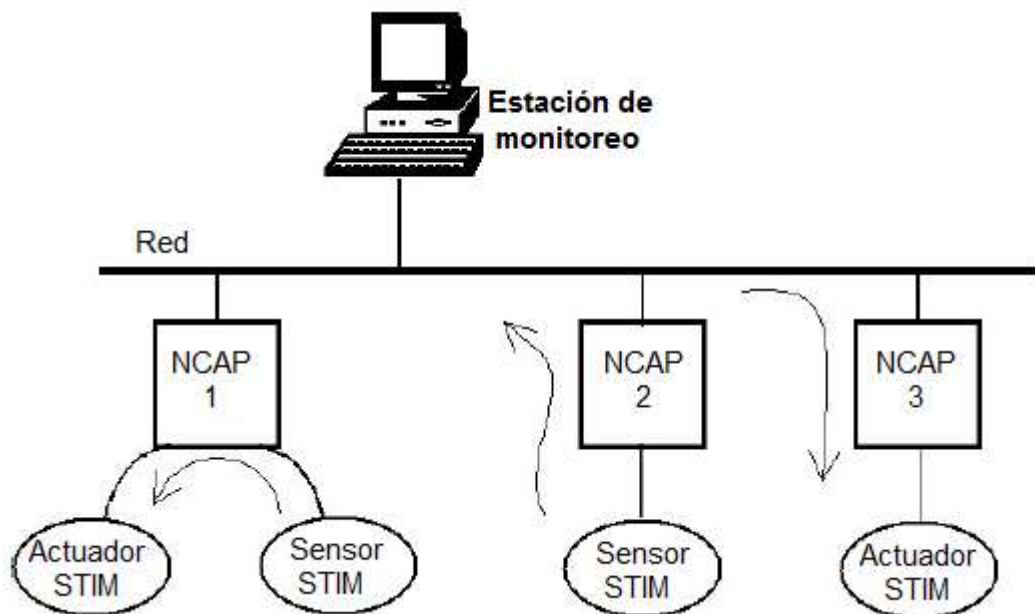 Estación de
monitoreo
Red
NCAP
1
NCAP
2
NCAP
3
Actuador
STIM
Sensor
STIM
Sensor
STIM
Actuador
STIM